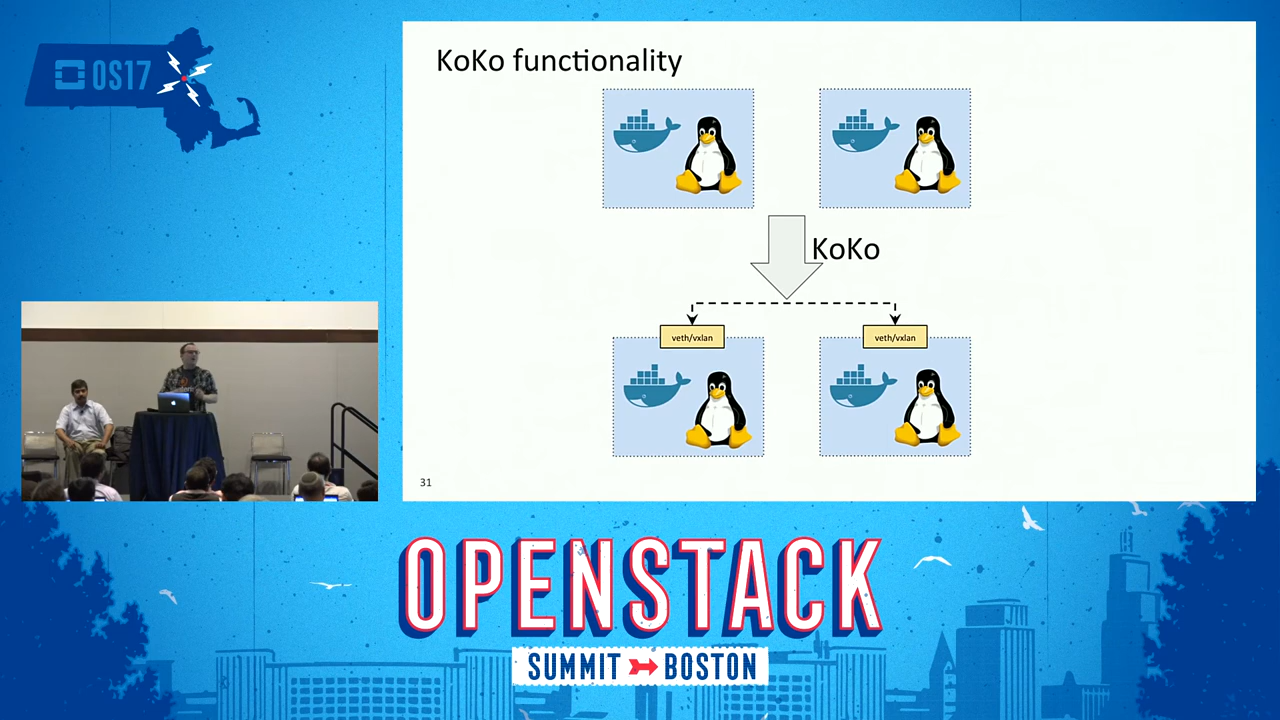 OS17
KoKo functionality
KoKo
veth/vxlan
veth/vxlan
31
OPENSTACK
SUMMIT BOSTON